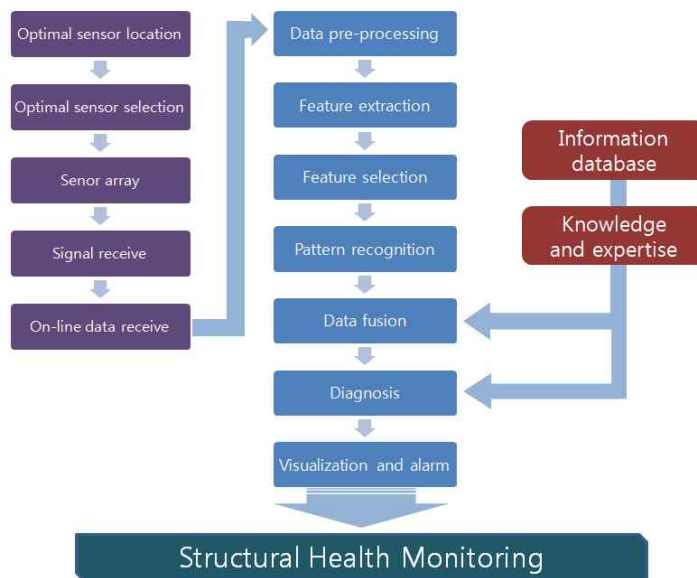 Optimal sensor location
Optimal sensor selection
Senor array
Signal receive
On-line data receive
Data pre-processing
Feature extraction
Feature selection
Pattern recognition
Data fusion
Diagnosis
Visualization and alarm
Information
database
Knowledge
and expertise
Structural Health Monitoring